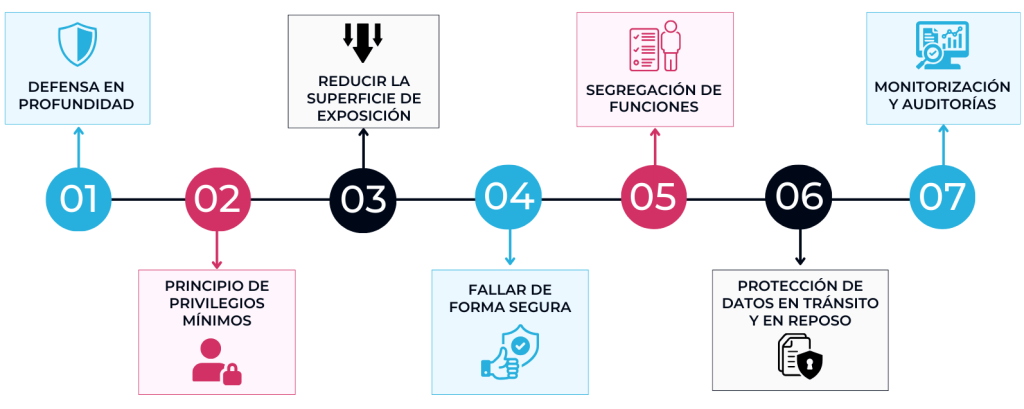 01
DEFENSA EN
PROFUNDIDAD
02
PRINCIPIO DE
PRIVILEGIOS
MÍNIMOS
03
REDUCIR LA
SUPERFICIE DE
EXPOSICIÓN
04
FALLAR DE
FORMA SEGURA
05
SEGREGACIÓN DE
FUNCIONES
06
PROTECCIÓN DE
DATOS EN TRÁNSITO
Y EN REPOSO
07
MONITORIZACIÓN
Y AUDITORÍAS